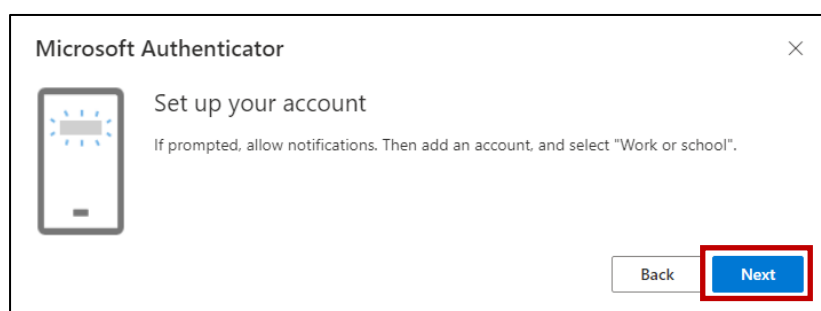 Microsoft Authenticator
Set up your account
If prompted, allow notifications. Then add an account, and select "Work or school".
Back Next